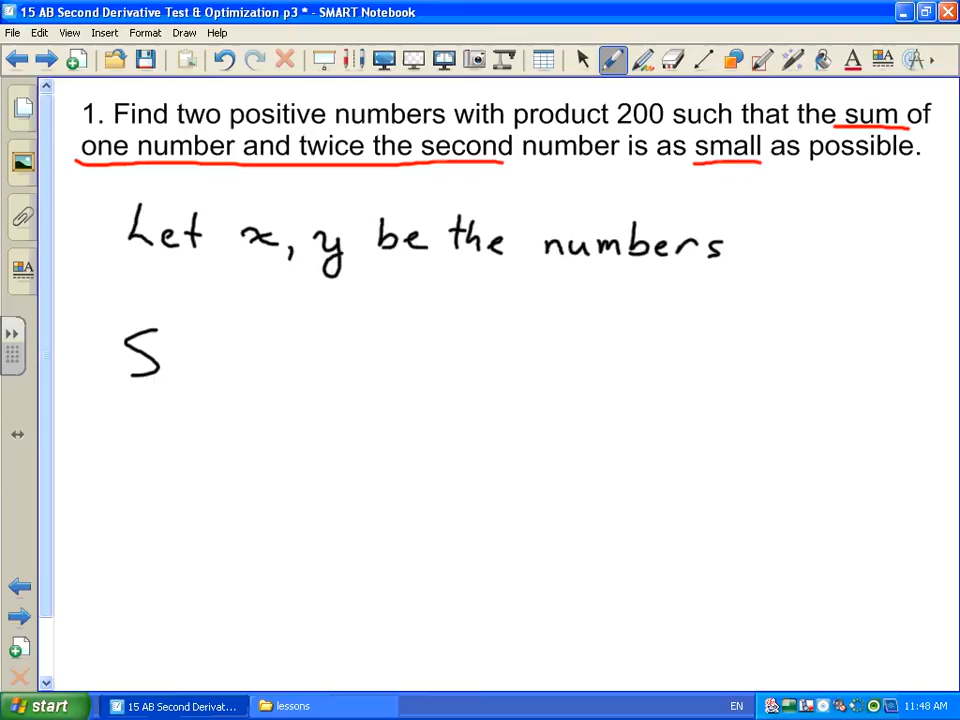 15 AB Second Derivative Test & Optimization p3 * - SMART Notebook
File Edit View Insert Format Draw Help
1. Find two positive numbers with product 200 such that the sum of
one number and twice the second number is as small as possible.
Let x, y be the numbers
S
start 15 AB Second Derivat... lessons EN 11:48 AM